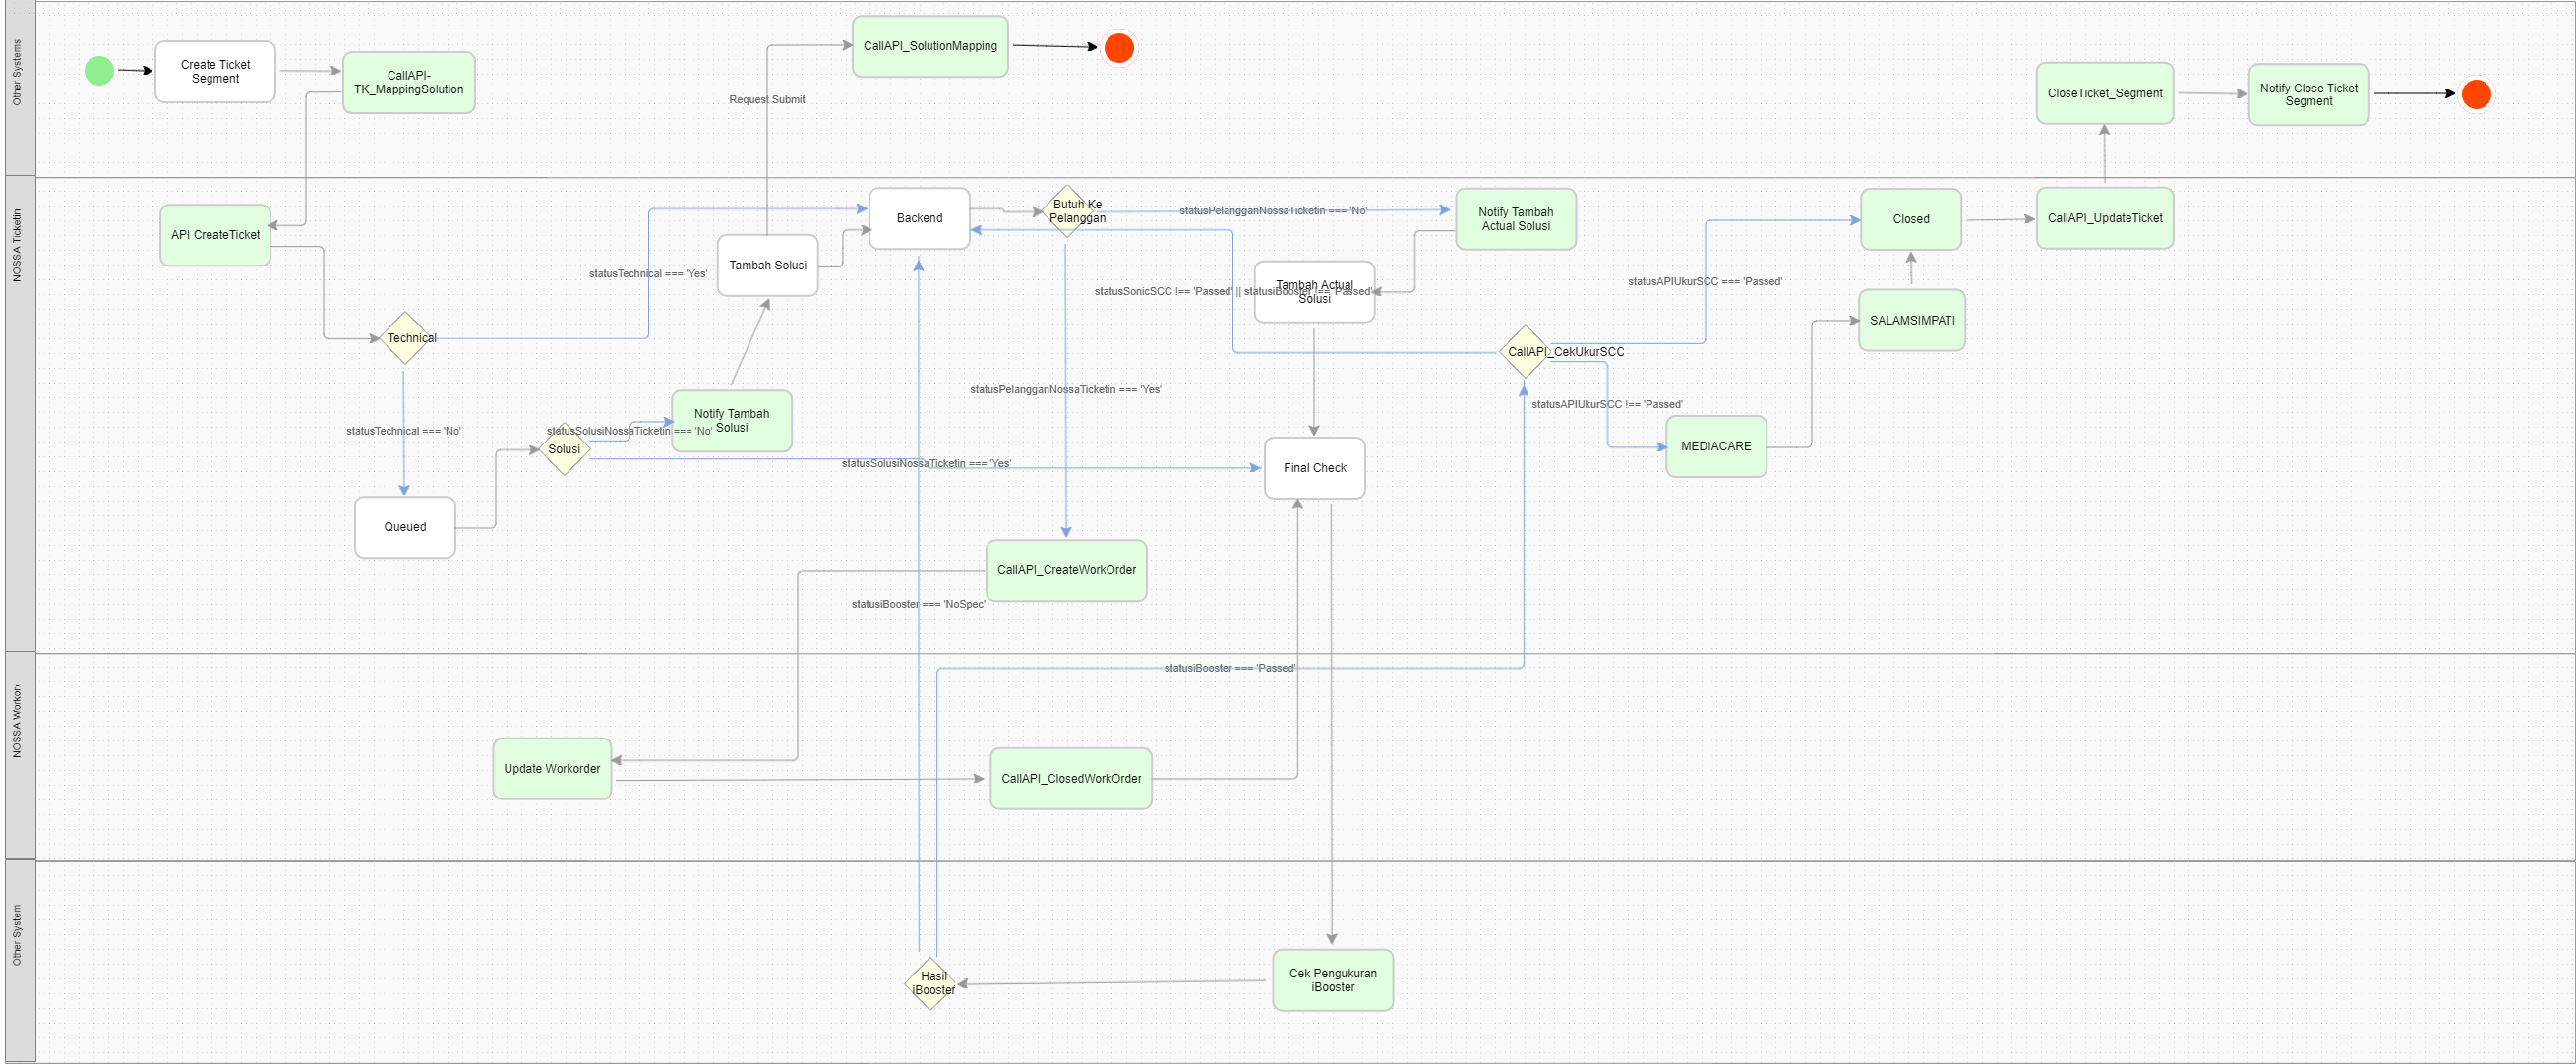 Other Systems
Create Ticket
Segment
CallAPI-
TK_MappingSolution
Request Submit
CallAPI_SolutionMapping
CloseTicket_Segment
Notify Close Ticket
Segment
NOSSA Ticketin
API CreateTicket
Technical
statusTechnical === 'Yes'
statusTechnical === 'No'
Queued
Solusi
statusSolusiNossaTicketin === 'No'
statusSolusiNossaTicketin === 'Yes'
Notify Tambah
Solusi
Tambah Solusi
Backend
Butuh Ke
Pelanggan
statusPelangganNossaTicketin === 'No'
statusPelangganNossaTicketin === 'Yes'
Notify Tambah
Actual Solusi
Tambah Actual
Solusi
statusSonicSCC !== 'Passed' || statusiBooster !== 'Passed'
Final Check
CallAPI_CreateWorkOrder
statusiBooster === 'NoSpec'
CallAPI_CekUkurSCC
statusAPIUkurSCC === 'Passed'
statusAPIUkurSCC !== 'Passed'
MEDIACARE
SALAMSIMPATI
Closed
CallAPI_UpdateTicket
NOSSA Workor
statusiBooster === 'Passed'
Update Workorder
CallAPI_ClosedWorkOrder
Other System
Hasil
iBooster
Cek Pengukuran
iBooster